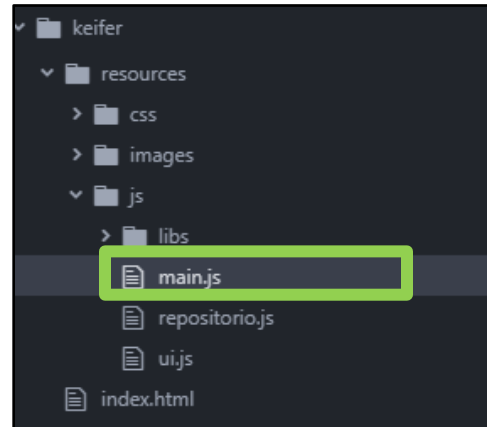 keifer
resources
css
images
js
libs
main.js
repositorio.js
ui.js
index.html